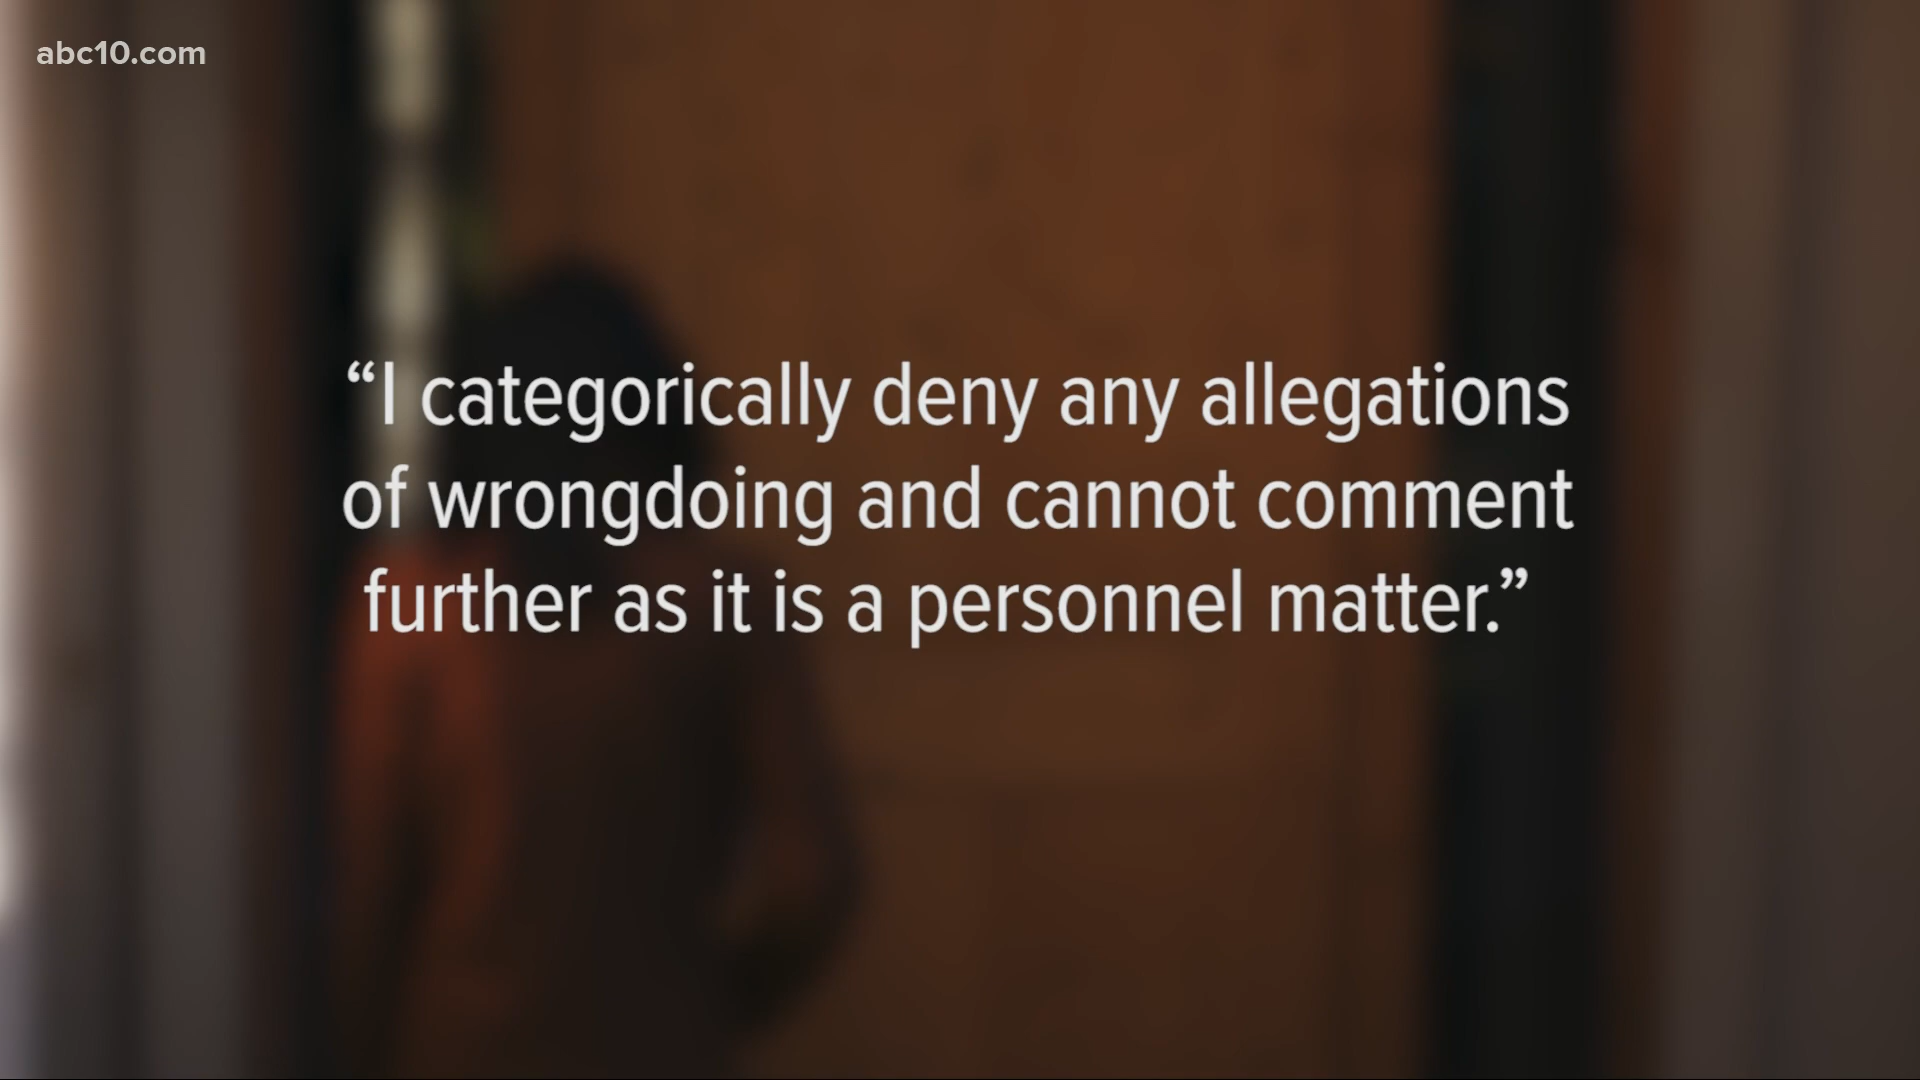 abc10.com
“I categorically deny any allegations
of wrongdoing and cannot comment
further as it is a personnel matter.”